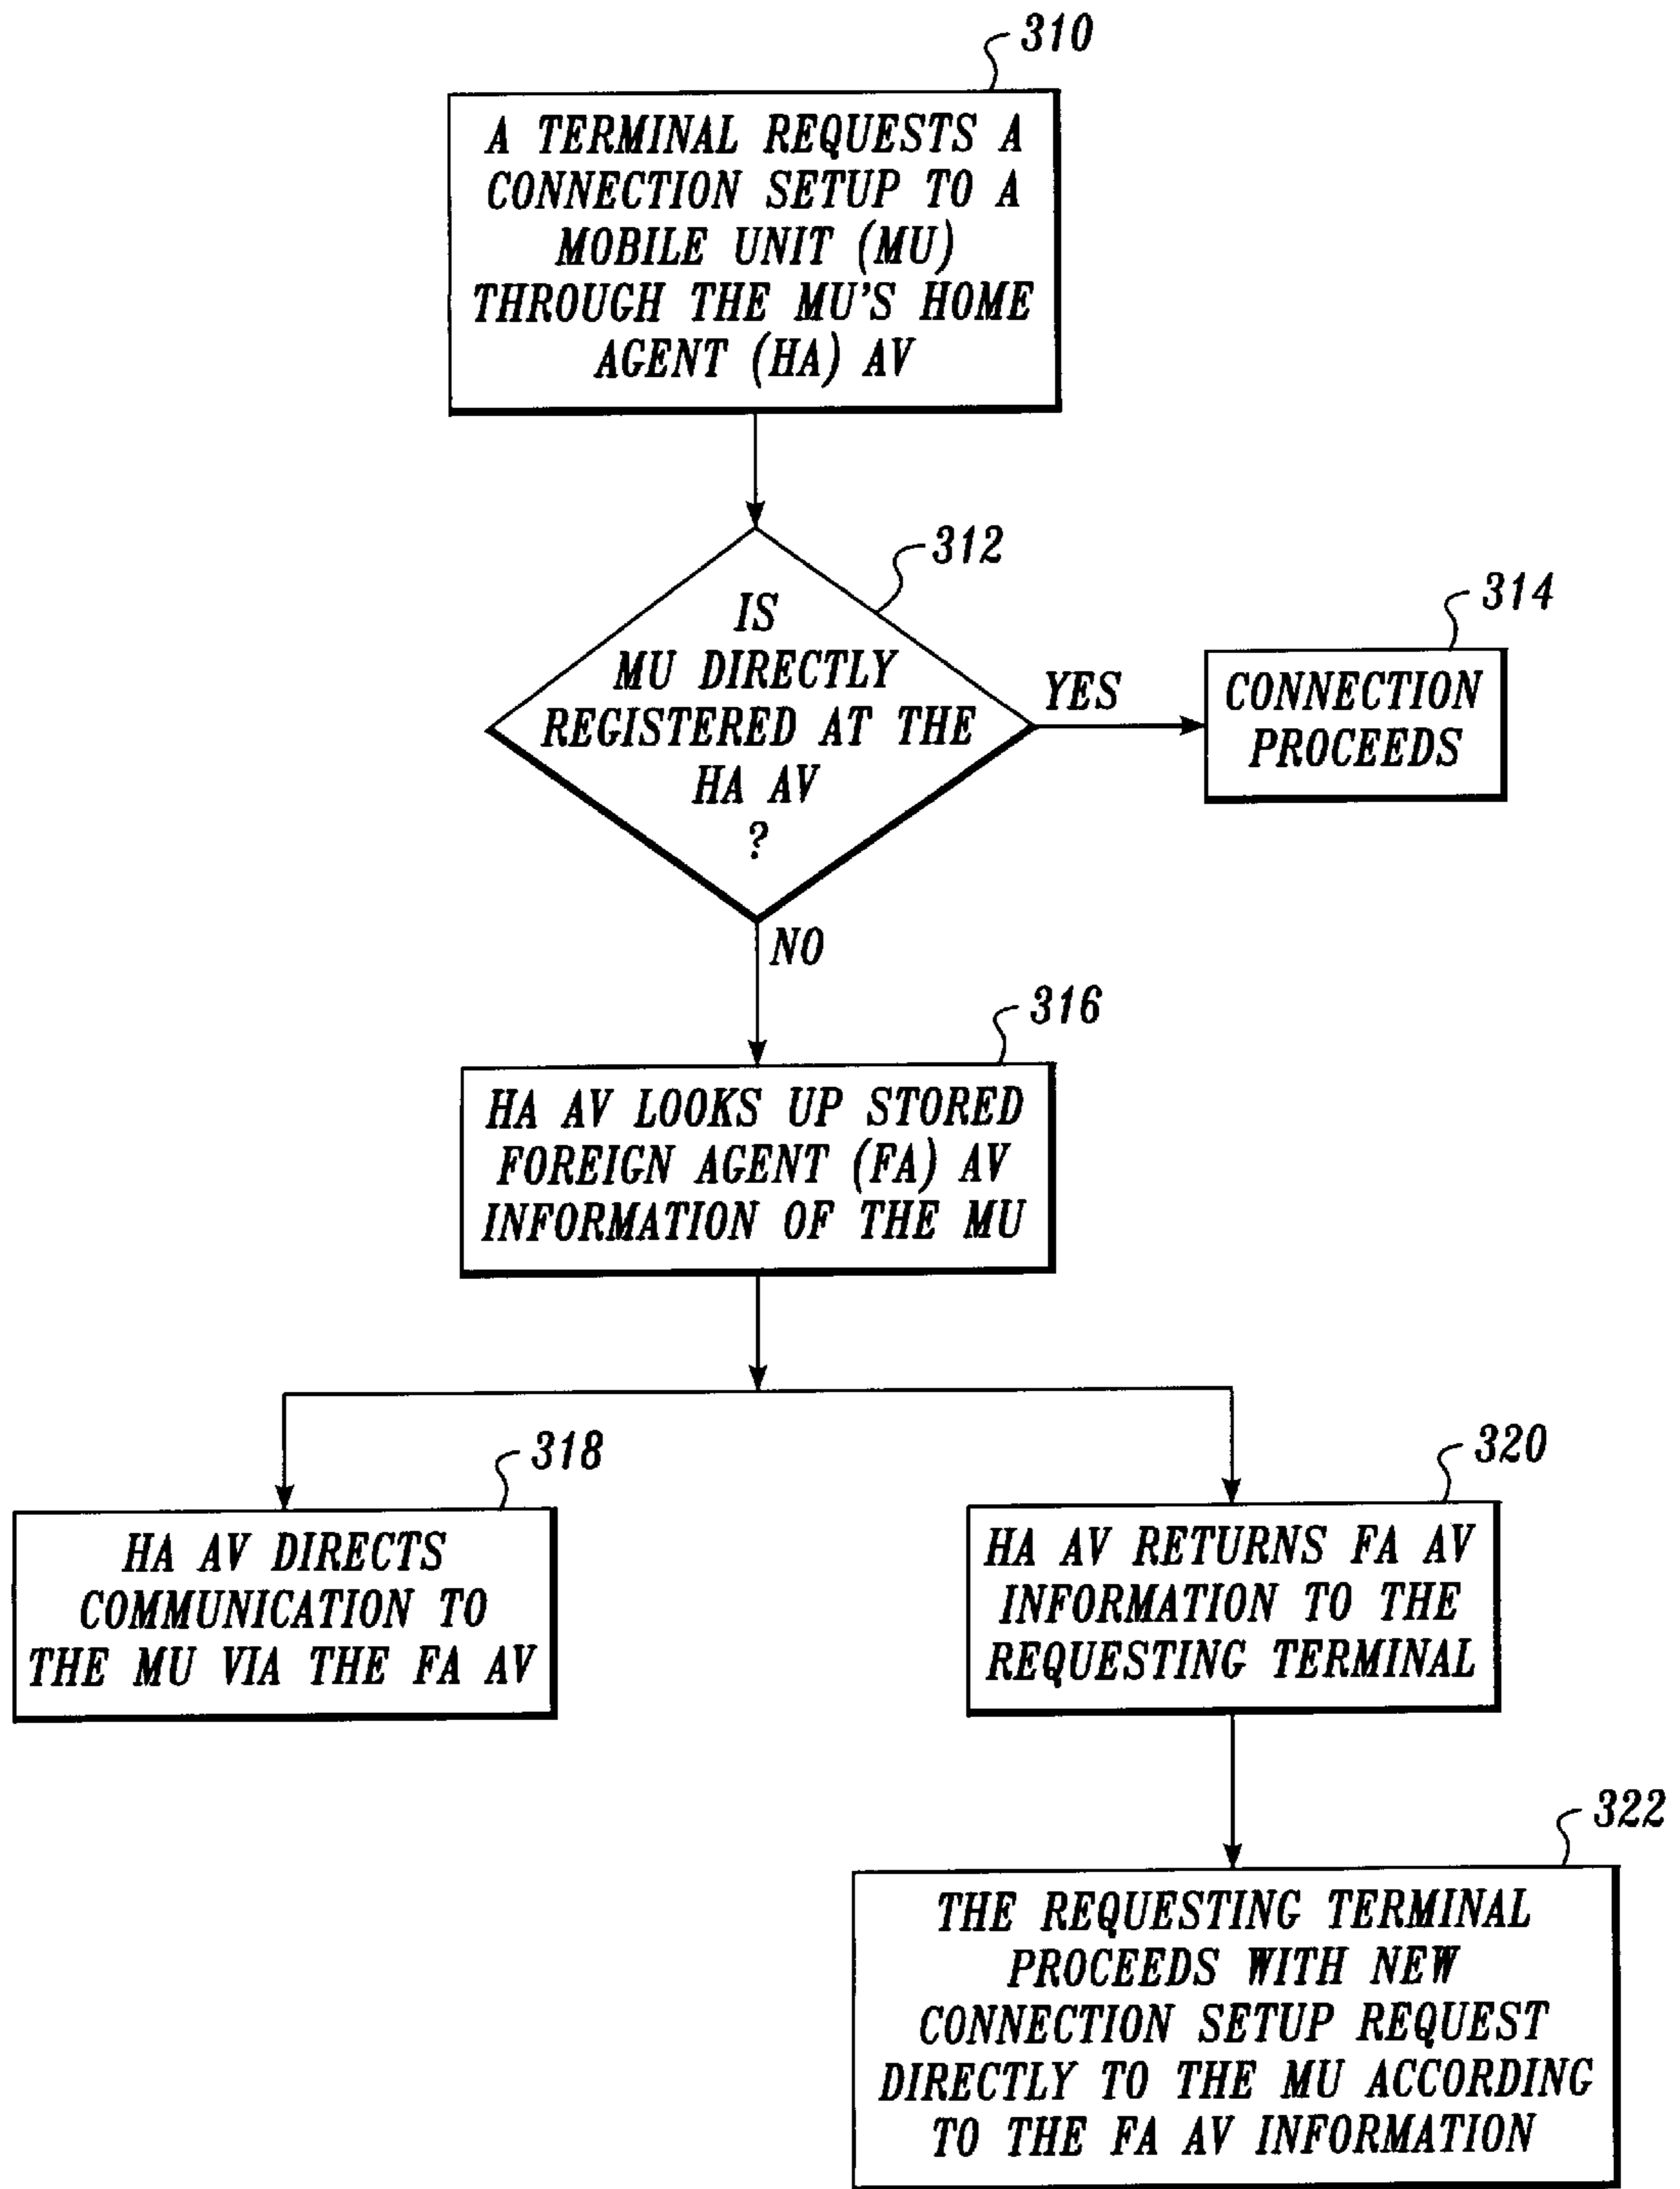 310
A TERMINAL REQUESTS A
CONNECTION SETUP TO A
MOBILE UNIT (MU)
THROUGH THE MU'S HOME
AGENT (HA) AV
312
IS
MU DIRECTLY
REGISTERED AT THE
HA AV
?
YES
314
CONNECTION
PROCEEDS
NO
316
HA AV LOOKS UP STORED
FOREIGN AGENT (FA) AV
INFORMATION OF THE MU
318
HA AV DIRECTS
COMMUNICATION TO
THE MU VIA THE FA AV
320
HA AV RETURNS FA AV
INFORMATION TO THE
REQUESTING TERMINAL
322
THE REQUESTING TERMINAL
PROCEEDS WITH NEW
CONNECTION SETUP REQUEST
DIRECTLY TO THE MU ACCORDING
TO THE FA AV INFORMATION